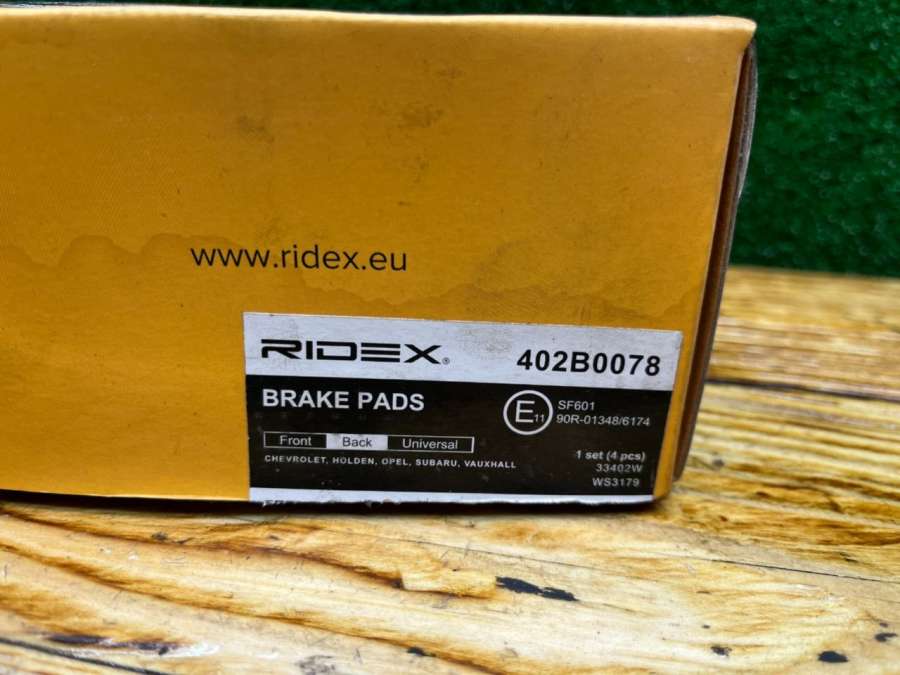 www.ridex.eu
RIDEX® 402B0078
BRAKE PADS
E11 SF601
90R-01348/6174
Front Back Universal
1 set (4 pcs)
CHEVROLET, HOLDEN, OPEL, SUBARU, VAUXHALL
33402W
WS3179